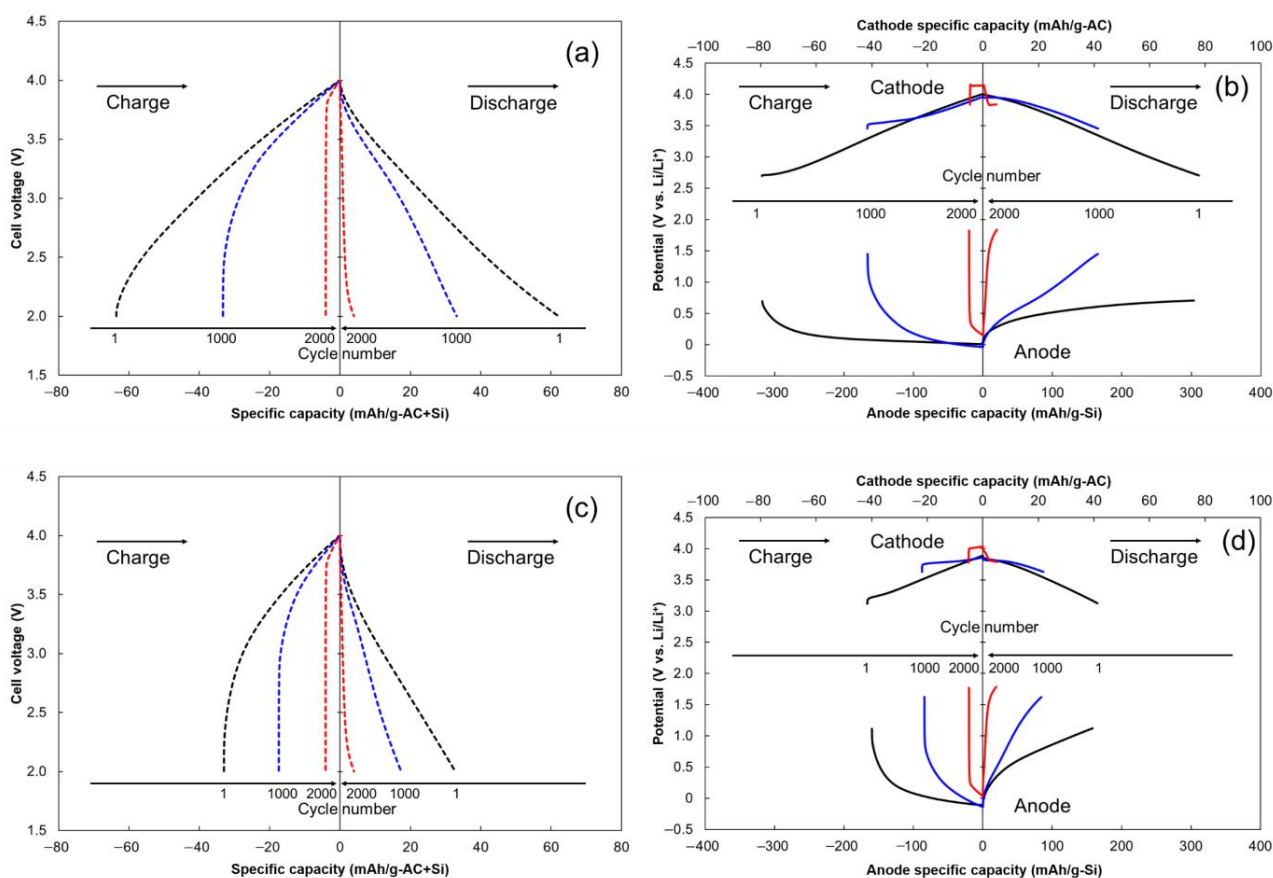 4.5
4.0
3.5
3.0
2.5
2.0
1.5
Cell voltage (V)
(a)
Charge
Discharge
1 1000 2000 2000 1000 1
Cycle number
−80 −60 −40 −20 0 20 40 60 80
Specific capacity (mAh/g-AC+Si)
Cathode specific capacity (mAh/g-AC)
−100 −80 −60 −40 −20 0 20 40 60 80 100
4.5
4.0
3.5
3.0
2.5
2.0
1.5
1.0
0.5
0
−0.5
Potential (V vs. Li/Li⁺)
(b)
Cathode
Charge
Discharge
Cycle number
1 1000 2000 2000 1000 1
Anode
−400 −300 −200 −100 0 100 200 300 400
Anode specific capacity (mAh/g-Si)
4.5
4.0
3.5
3.0
2.5
2.0
1.5
Cell voltage (V)
(c)
Charge
Discharge
1 1000 2000 2000 1000 1
Cycle number
−80 −60 −40 −20 0 20 40 60 80
Specific capacity (mAh/g-AC+Si)
Cathode specific capacity (mAh/g-AC)
−100 −80 −60 −40 −20 0 20 40 60 80 100
4.5
4.0
3.5
3.0
2.5
2.0
1.5
1.0
0.5
0
−0.5
Potential (V vs. Li/Li⁺)
(d)
Cathode
Charge
Discharge
Cycle number
1 1000 2000 2000 1000 1
Anode
−400 −300 −200 −100 0 100 200 300 400
Anode specific capacity (mAh/g-Si)